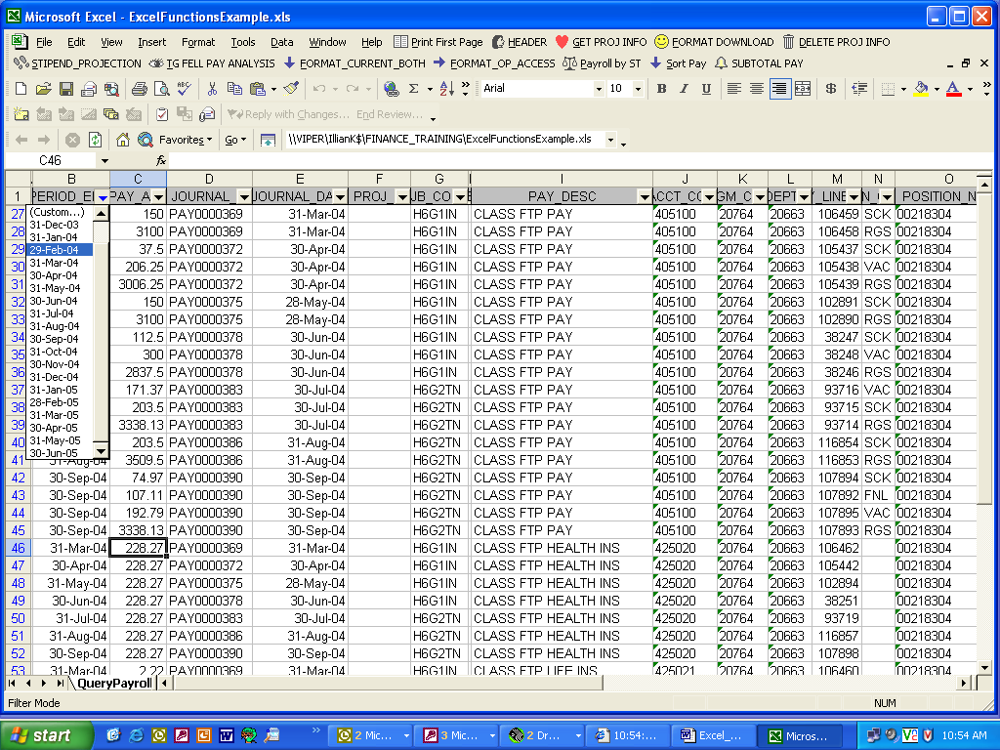 Microsoft Excel - ExcelFunctionsExample.xls
File Edit View Insert Format Tools Data Window Help Print First Page HEADER GET PROJ INFO FORMAT DOWNLOAD DELETE PROJ INFO
STIPEND_PROJECTION TG FELL PAY ANALYSIS FORMAT_CURRENT_BOTH FORMAT_OP_ACCESS Payroll by ST Sort Pay SUBTOTAL PAY
Arial 10 B I U $
Reply with Changes... End Review...
Favorites Go \\VIPER\IllianK$\FINANCE_TRAINING\ExcelFunctionsExample.xls
C46 fx
B C D E F G I J K L M N O
1 PERIOD_E PAY_A JOURNAL_ JOURNAL_DA PROJ_ UB_CO PAY_DESC ACCT_CO GM_C DEPT Y_LINE N_ POSITION_N
27 150 PAY0000369 31-Mar-04 H6G1IN CLASS FTP PAY 405100 20764 20663 106459 SCK 00218304
28 3100 PAY0000369 31-Mar-04 H6G1IN CLASS FTP PAY 405100 20764 20663 106458 RGS 00218304
29 37.5 PAY0000372 30-Apr-04 H6G1IN CLASS FTP PAY 405100 20764 20663 105437 SCK 00218304
30 206.25 PAY0000372 30-Apr-04 H6G1IN CLASS FTP PAY 405100 20764 20663 105438 VAC 00218304
31 3006.25 PAY0000372 30-Apr-04 H6G1IN CLASS FTP PAY 405100 20764 20663 105439 RGS 00218304
32 150 PAY0000375 28-May-04 H6G1IN CLASS FTP PAY 405100 20764 20663 102891 SCK 00218304
33 3100 PAY0000375 28-May-04 H6G1IN CLASS FTP PAY 405100 20764 20663 102890 RGS 00218304
34 112.5 PAY0000378 30-Jun-04 H6G1IN CLASS FTP PAY 405100 20764 20663 38247 SCK 00218304
35 300 PAY0000378 30-Jun-04 H6G1IN CLASS FTP PAY 405100 20764 20663 38248 VAC 00218304
36 2837.5 PAY0000378 30-Jun-04 H6G1IN CLASS FTP PAY 405100 20764 20663 38246 RGS 00218304
37 171.37 PAY0000383 30-Jul-04 H6G2TN CLASS FTP PAY 405100 20764 20663 93716 VAC 00218304
38 203.5 PAY0000383 30-Jul-04 H6G2TN CLASS FTP PAY 405100 20764 20663 93715 SCK 00218304
39 3338.13 PAY0000383 30-Jul-04 H6G2TN CLASS FTP PAY 405100 20764 20663 93714 RGS 00218304
40 203.5 PAY0000386 31-Aug-04 H6G2TN CLASS FTP PAY 405100 20764 20663 116854 SCK 00218304
41 31-Aug-04 3509.5 PAY0000386 31-Aug-04 H6G2TN CLASS FTP PAY 405100 20764 20663 116853 RGS 00218304
42 30-Sep-04 74.97 PAY0000390 30-Sep-04 H6G2TN CLASS FTP PAY 405100 20764 20663 107894 SCK 00218304
43 30-Sep-04 107.11 PAY0000390 30-Sep-04 H6G2TN CLASS FTP PAY 405100 20764 20663 107892 FNL 00218304
44 30-Sep-04 192.79 PAY0000390 30-Sep-04 H6G2TN CLASS FTP PAY 405100 20764 20663 107895 VAC 00218304
45 30-Sep-04 3338.13 PAY0000390 30-Sep-04 H6G2TN CLASS FTP PAY 405100 20764 20663 107893 RGS 00218304
46 31-Mar-04 228.27 PAY0000369 31-Mar-04 H6G1IN CLASS FTP HEALTH INS 425020 20764 20663 106462 00218304
47 30-Apr-04 228.27 PAY0000372 30-Apr-04 H6G1IN CLASS FTP HEALTH INS 425020 20764 20663 105442 00218304
48 31-May-04 228.27 PAY0000375 28-May-04 H6G1IN CLASS FTP HEALTH INS 425020 20764 20663 102894 00218304
49 30-Jun-04 228.27 PAY0000378 30-Jun-04 H6G1IN CLASS FTP HEALTH INS 425020 20764 20663 38251 00218304
50 31-Jul-04 228.27 PAY0000383 30-Jul-04 H6G2TN CLASS FTP HEALTH INS 425020 20764 20663 93719 00218304
51 31-Aug-04 228.27 PAY0000386 31-Aug-04 H6G2TN CLASS FTP HEALTH INS 425020 20764 20663 116857 00218304
52 30-Sep-04 228.27 PAY0000390 30-Sep-04 H6G2TN CLASS FTP HEALTH INS 425020 20764 20663 107898 00218304
53 31-Mar-04 2.22 PAY0000369 31-Mar-04 H6G1IN CLASS FTP LIFE INS 425021 20764 20663 106460 00218304
(Custom...)
31-Dec-03
31-Jan-04
29-Feb-04
31-Mar-04
30-Apr-04
31-May-04
30-Jun-04
31-Jul-04
31-Aug-04
30-Sep-04
31-Oct-04
30-Nov-04
31-Dec-04
31-Jan-05
28-Feb-05
31-Mar-05
30-Apr-05
31-May-05
30-Jun-05
QueryPayroll
Filter Mode NUM
start 2 Mic... 3 Mic... 2 Dr... 10:54:... Excel_... Micros... 10:54 AM